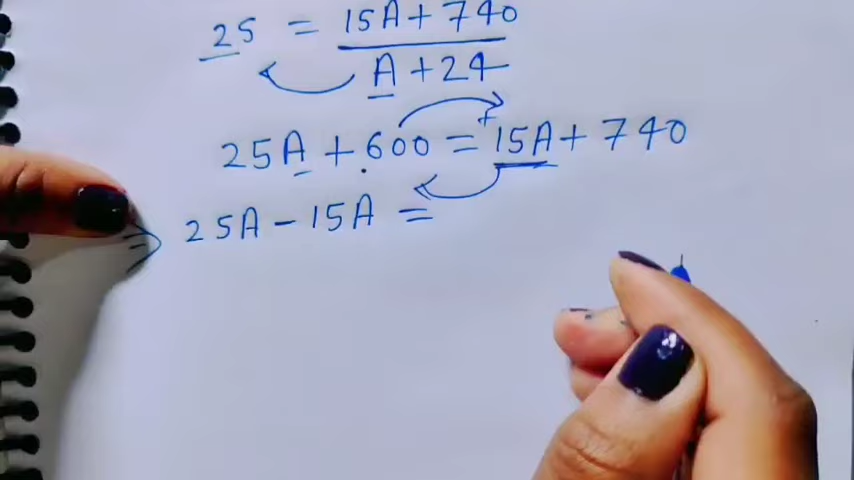 25 = 15A + 740
A + 24
25A + 600 = +15A + 740
25A - 15A =